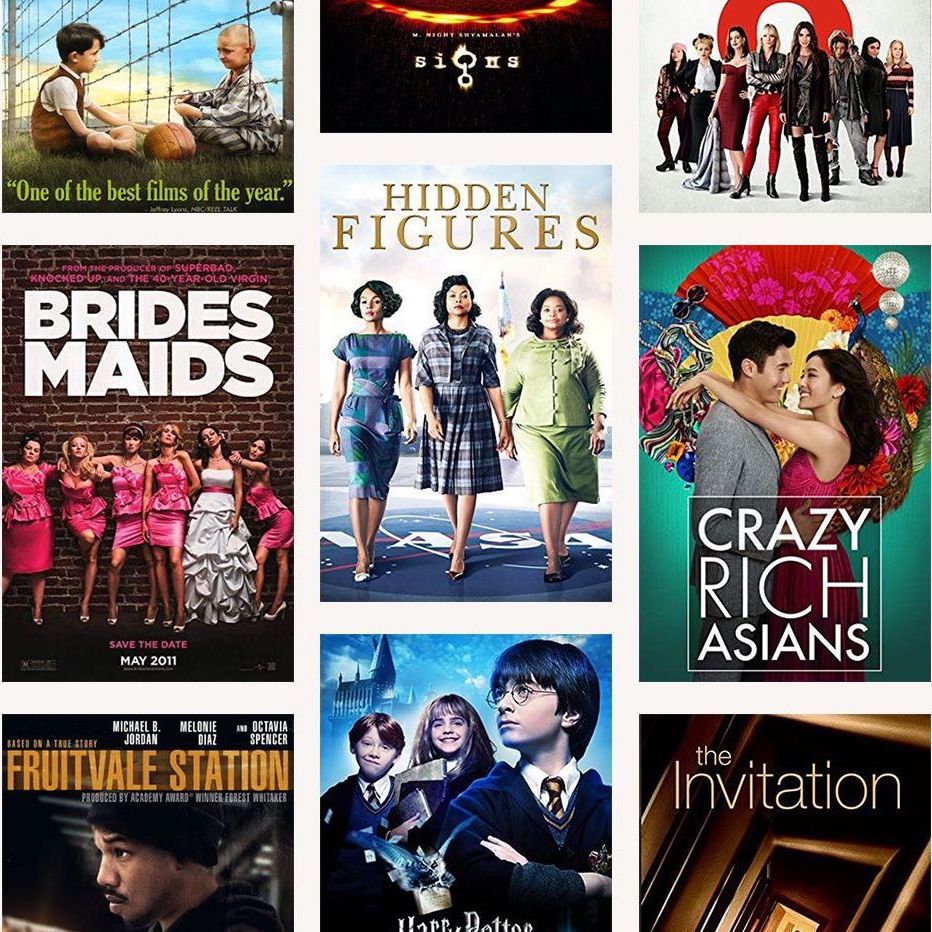 "One of the best films of the year."
- Jeffrey Lyons, NBC/REEL TALK
M. NIGHT SHYAMALAN'S
signs
8
FROM THE PRODUCER OF SUPERBAD,
KNOCKED UP, AND THE 40-YEAR-OLD VIRGIN
BRIDES
MAIDS
SAVE THE DATE
MAY 2011
HIDDEN
FIGURES
NASA
CRAZY
RICH
ASIANS
BASED ON A TRUE STORY
MICHAEL B. JORDAN
MELONIE DIAZ
AND OCTAVIA SPENCER
FRUITVALE STATION
PRODUCED BY ACADEMY AWARD® WINNER FOREST WHITAKER
Harry Potter
the
Invitation